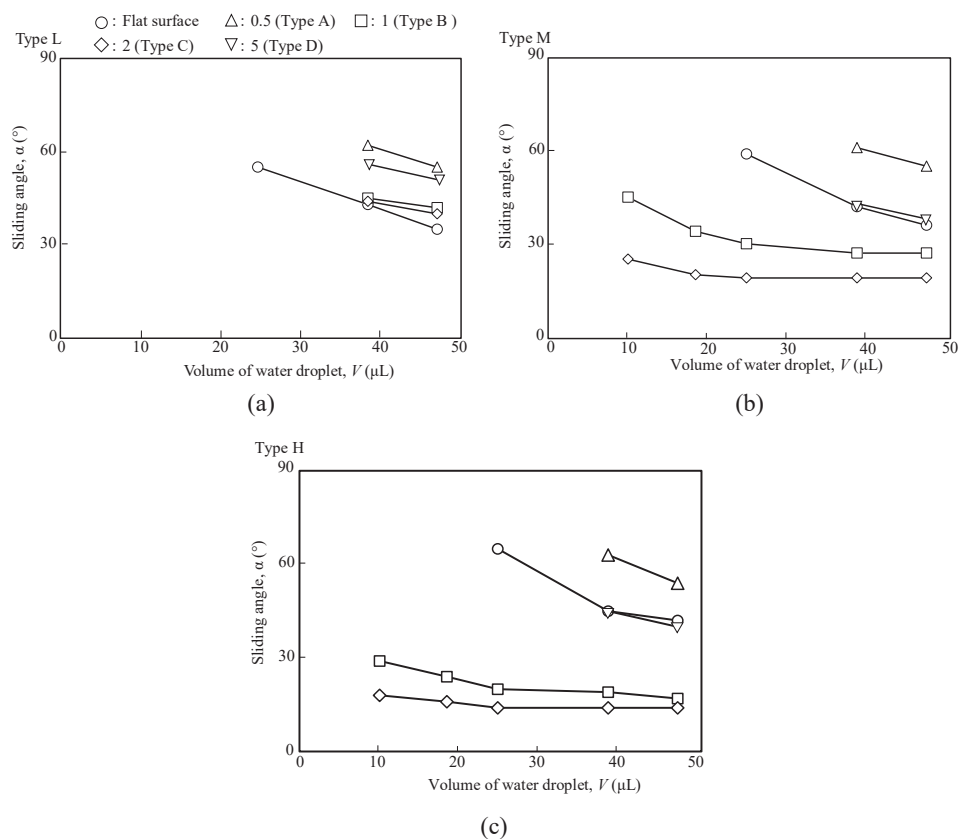 ○ : Flat surface △ : 0.5 (Type A) □ : 1 (Type B)
Type L
◇ : 2 (Type C) ▽ : 5 (Type D)
90
60
30
0
Sliding angle, α (°)
0 10 20 30 40 50
Volume of water droplet, V (μL)
(a)
Type M
90
60
30
0
Sliding angle, α (°)
0 10 20 30 40 50
Volume of water droplet, V (μL)
(b)
Type H
90
60
30
0
Sliding angle, α (°)
0 10 20 30 40 50
Volume of water droplet, V (μL)
(c)